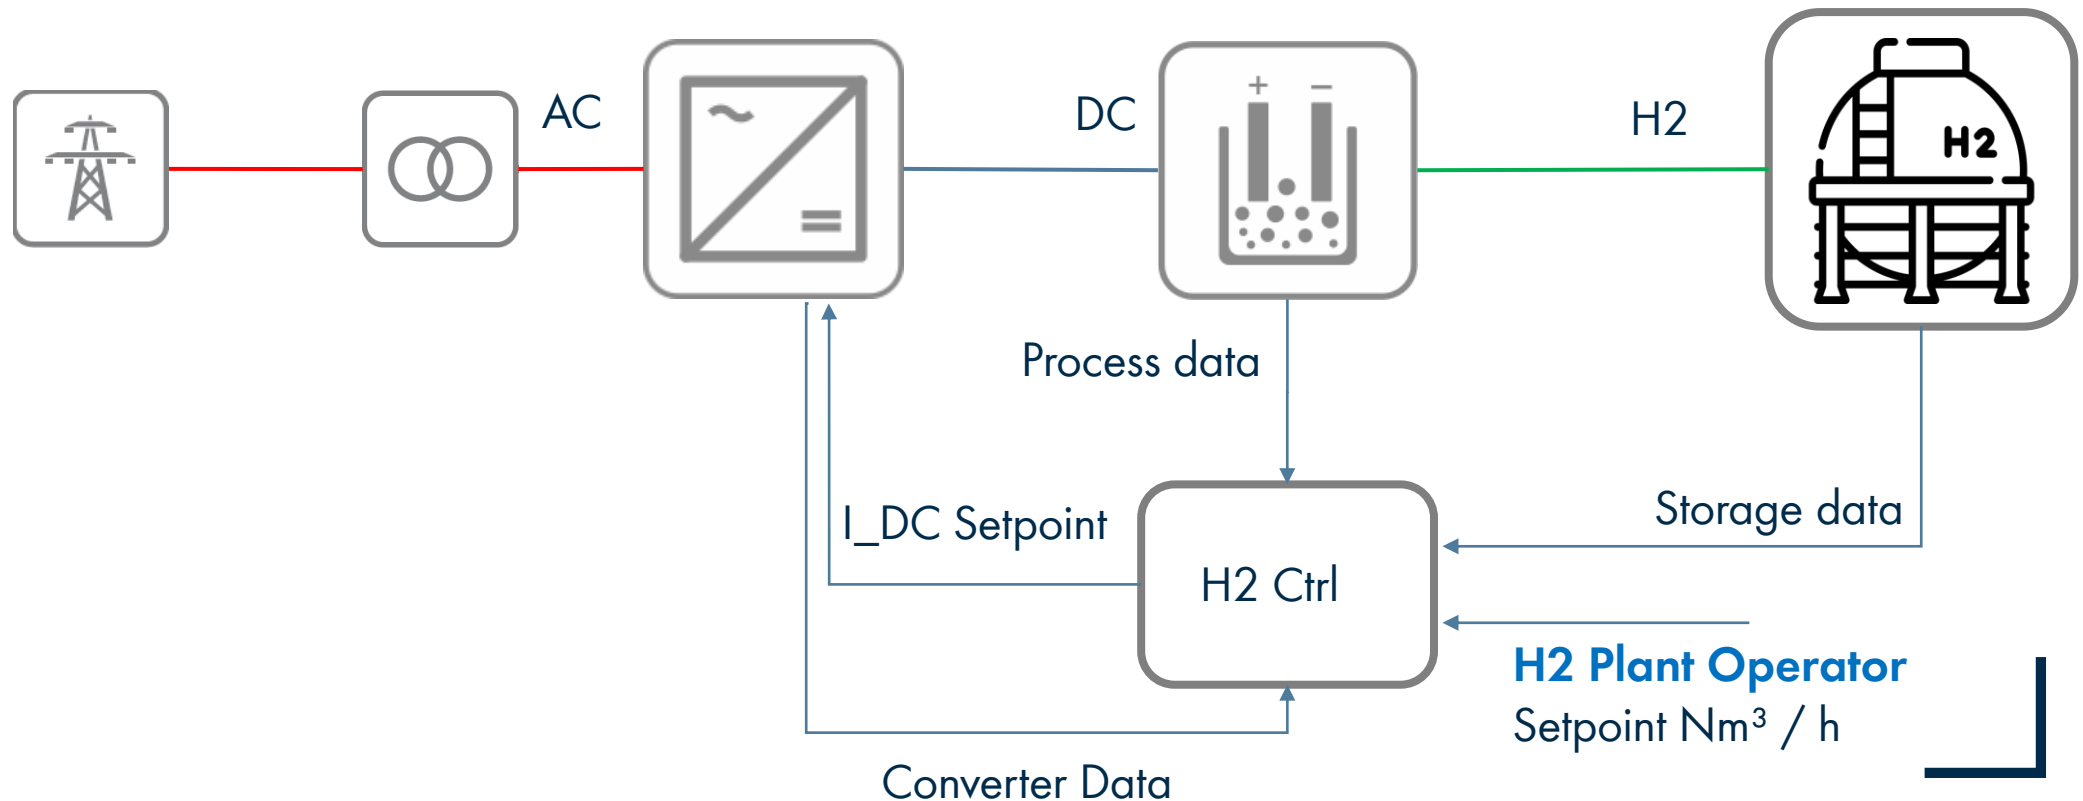 AC
DC
H2
+ –
H2
Process data
I_DC Setpoint
Storage data
H2 Ctrl
H2 Plant Operator
Setpoint Nm³ / h
Converter Data